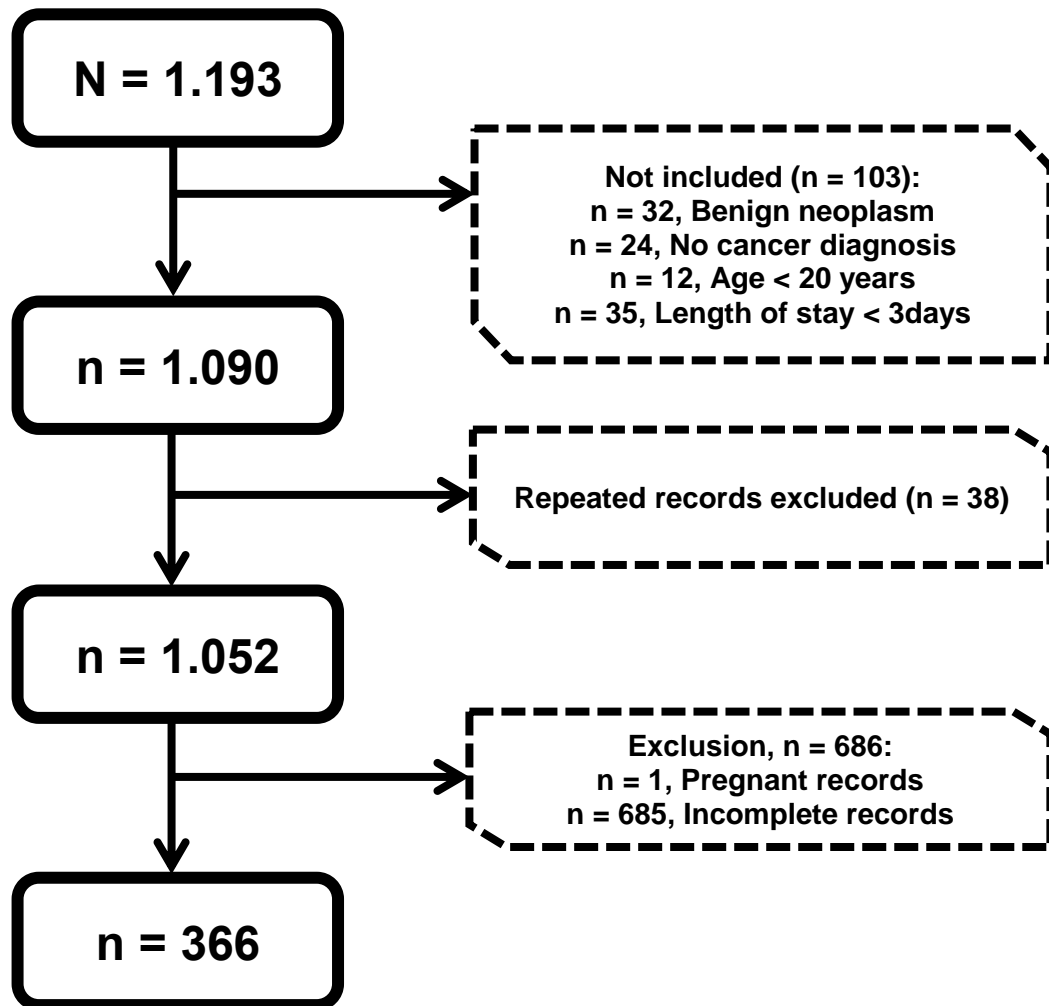 N = 1.193
Not included (n = 103):
n = 32, Benign neoplasm
n = 24, No cancer diagnosis
n = 12, Age < 20 years
n = 35, Length of stay < 3days
n = 1.090
Repeated records excluded (n = 38)
n = 1.052
Exclusion, n = 686:
n = 1, Pregnant records
n = 685, Incomplete records
n = 366